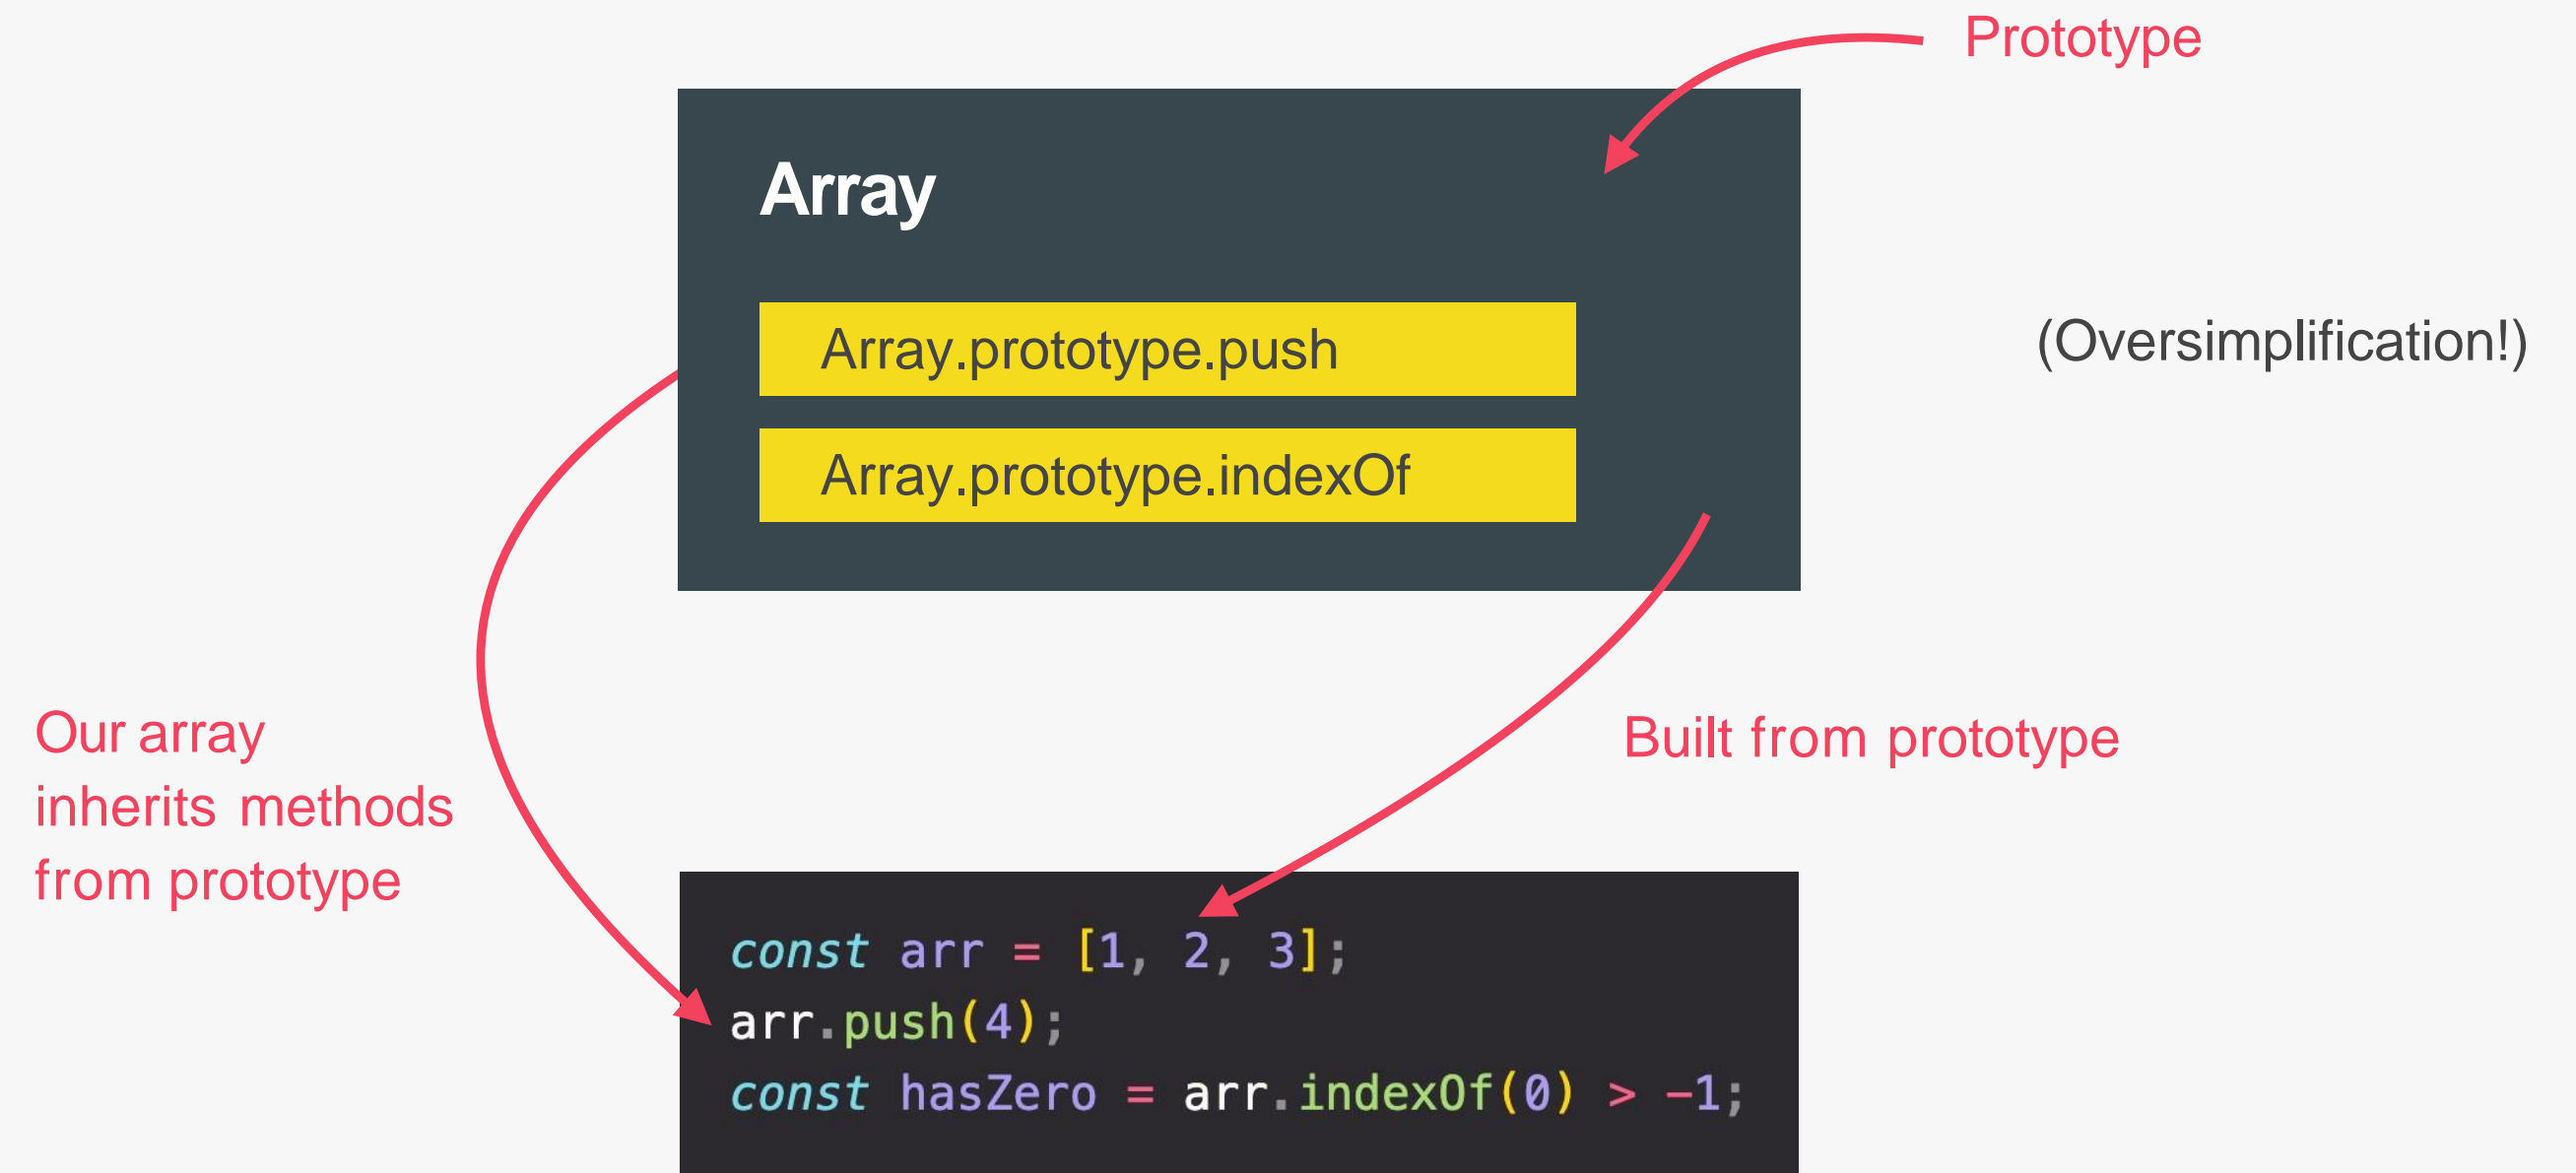 Prototype
Array
Array.prototype.push
(Oversimplification!)
Array.prototype.indexOf
Our array
inherits methods
from prototype
Built from prototype
const arr = [1, 2, 3];
arr.push(4);
const hasZero = arr.indexOf(0) > -1;